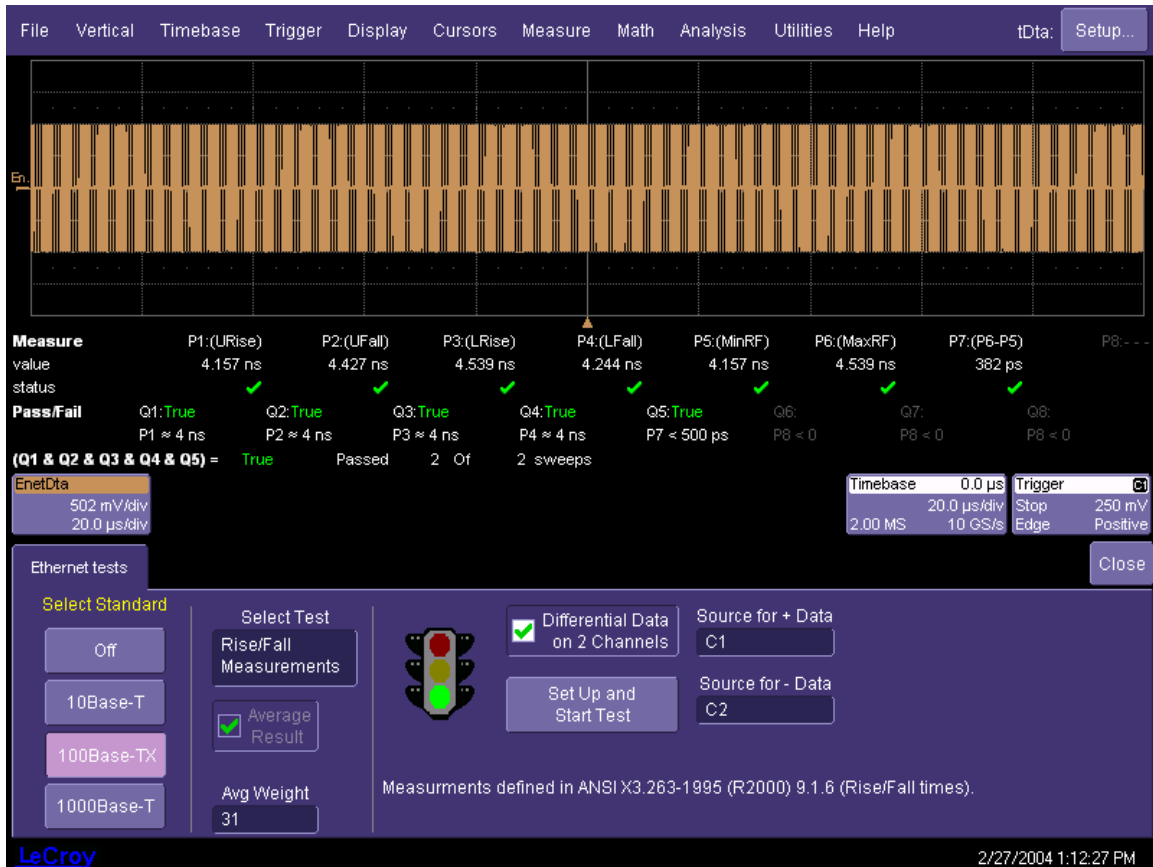 File Vertical Timebase Trigger Display Cursors Measure Math Analysis Utilities Help tDta: Setup...
En.
Measure P1:(URise) P2:(UFall) P3:(LRise) P4:(LFall) P5:(MinRF) P6:(MaxRF) P7:(P6-P5) P8:- - -
value 4.157 ns 4.427 ns 4.539 ns 4.244 ns 4.157 ns 4.539 ns 382 ps
status
Pass/Fail Q1:True Q2:True Q3:True Q4:True Q5:True Q6: Q7: Q8:
P1 ≈ 4 ns P2 ≈ 4 ns P3 ≈ 4 ns P4 ≈ 4 ns P7 < 500 ps P8 < 0 P8 < 0 P8 < 0
(Q1 & Q2 & Q3 & Q4 & Q5) = True Passed 2 Of 2 sweeps
EnetDta
502 mV/div
20.0 µs/div
Timebase 0.0 µs
20.0 µs/div
2.00 MS 10 GS/s
Trigger C1
Stop 250 mV
Edge Positive
Ethernet tests
Close
Select Standard
Off
10Base-T
100Base-TX
1000Base-T
Select Test
Rise/Fall
Measurements
Average
Result
Avg Weight
31
Differential Data
on 2 Channels
Set Up and
Start Test
Source for + Data
C1
Source for - Data
C2
Measurments defined in ANSI X3.263-1995 (R2000) 9.1.6 (Rise/Fall times).
LeCroy
2/27/2004 1:12:27 PM